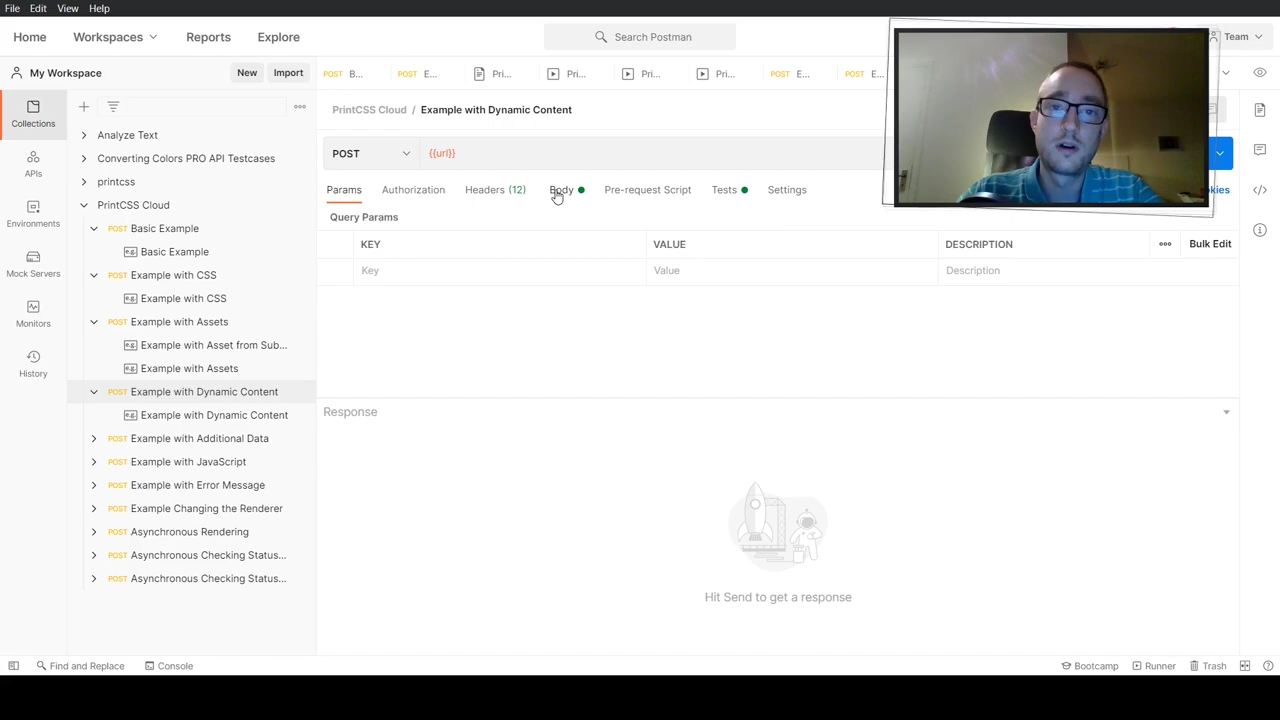 File Edit View Help
Home Workspaces Reports Explore Search Postman Team
My Workspace New Import
POST B... POST E... Pri... Pri... Pri... Pri... POST E... POST E...
Collections
APIs
Environments
Mock Servers
Monitors
History
Analyze Text
Converting Colors PRO API Testcases
printcss
PrintCSS Cloud
POST Basic Example
e.g. Basic Example
POST Example with CSS
e.g. Example with CSS
POST Example with Assets
e.g. Example with Asset from Sub...
e.g. Example with Assets
POST Example with Dynamic Content
e.g. Example with Dynamic Content
POST Example with Additional Data
POST Example with JavaScript
POST Example with Error Message
POST Example Changing the Renderer
POST Asynchronous Rendering
POST Asynchronous Checking Status...
POST Asynchronous Checking Status...
PrintCSS Cloud / Example with Dynamic Content
POST {{url}}
Params Authorization Headers (12) Body Pre-request Script Tests Settings okies
Query Params
KEY VALUE DESCRIPTION Bulk Edit
Key Value Description
Response
Hit Send to get a response
Find and Replace Console Bootcamp Runner Trash